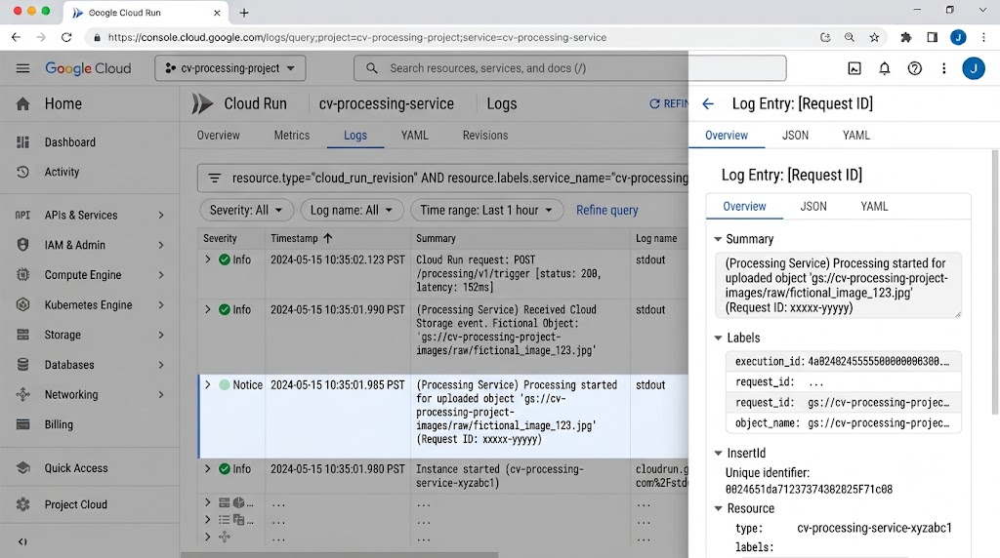 Google Cloud Run
https://console.cloud.google.com/logs/query;project=cv-processing-project;service=cv-processing-service
J
Google Cloud
cv-processing-project
Search resources, services, and docs (/)
J
Home
Dashboard
Activity
API
APIs & Services
IAM & Admin
Compute Engine
Kubernetes Engine
Storage
Databases
Networking
Billing
Quick Access
Project Cloud
Cloud Run
cv-processing-service
Logs
REFIN
Overview
Metrics
Logs
YAML
Revisions
resource.type="cloud_run_revision" AND resource.labels.service_name="cv-processing
Severity: All
Log name: All
Time range: Last 1 hour
Refine query
Severity
Timestamp
Summary
Log name
Info
2024-05-15 10:35:02.123 PST
Cloud Run request: POST
/processing/v1/trigger [status: 200,
latency: 152ms]
stdout
Info
2024-05-15 10:35:01.990 PST
(Processing Service) Received Cloud
Storage event. Fictional Object:
'gs://cv-processing-project-
images/raw/fictional_image_123.jpg'
stdout
Notice
2024-05-15 10:35:01.985 PST
(Processing Service) Processing started
for uploaded object 'gs://cv-
processing-project-
images/raw/fictional_image_123.jpg'
(Request ID: xxxxx-yyyyy)
stdout
Info
2024-05-15 10:35:01.980 PST
Instance started (cv-processing-
service-xyzabc1)
cloudrun.g
com%2Fstd
...
...
...
...
...
...
...
...
...
...
...
Log Entry: [Request ID]
Overview
JSON
YAML
Log Entry: [Request ID]
Overview
JSON
YAML
Summary
(Processing Service) Processing started for
uploaded object 'gs://cv-processing-project-
images/raw/fictional_image_123.jpg'
(Request ID: xxxxx-yyyyy)
Labels
execution_id: 4a0240245555500000000300...
request_id: ...
request_id: gs://cv-processing-projec...
object_name: gs://cv-processing-projec...
InsertId
Unique identifier:
0024651da71237374302825F71c08
Resource
type: cv-processing-service-xyzabc1
labels: